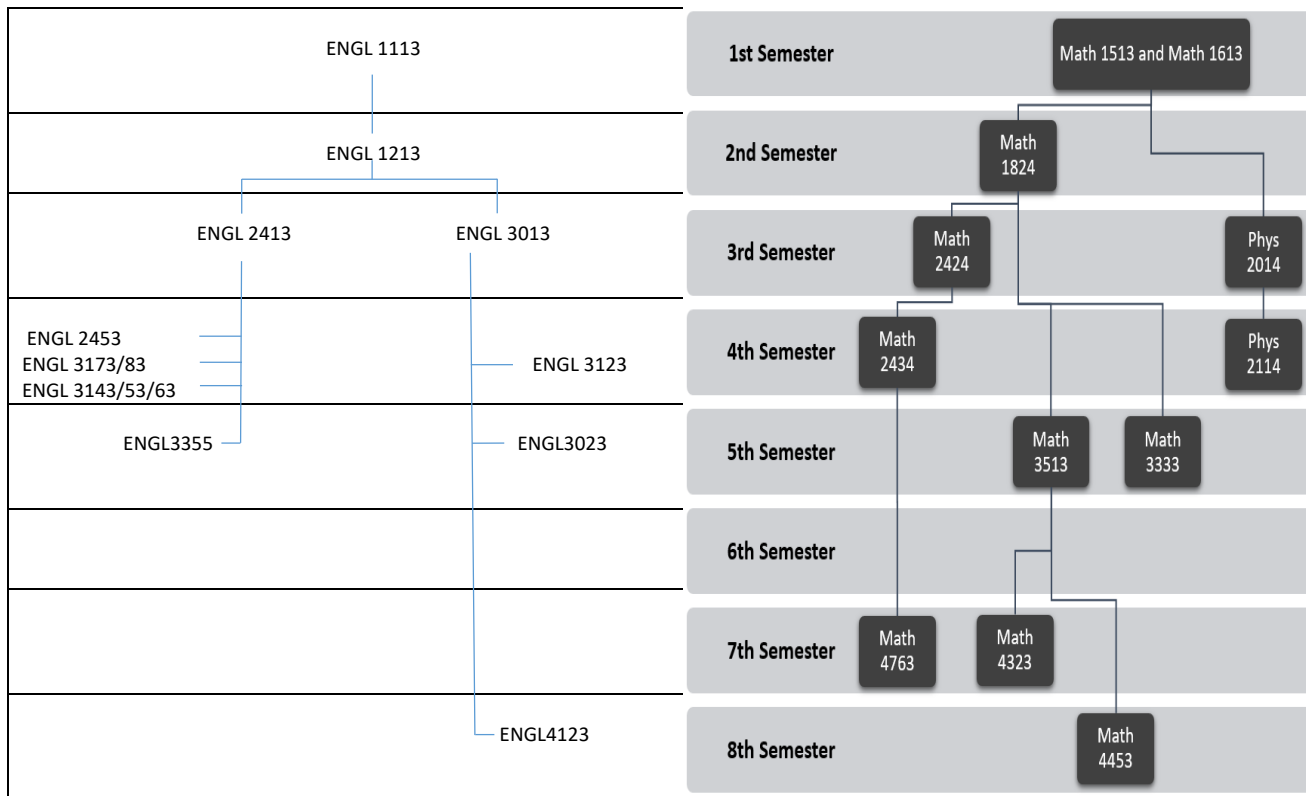 ENGL 1113
ENGL 1213
ENGL 2413
ENGL 3013
ENGL 2453
ENGL 3173/83
ENGL 3143/53/63
ENGL 3123
ENGL3355
ENGL3023
ENGL4123
1st Semester
Math 1513 and Math 1613
2nd Semester
Math
1824
3rd Semester
Math
2424
Phys
2014
4th Semester
Math
2434
Phys
2114
5th Semester
Math
3513
Math
3333
6th Semester
7th Semester
Math
4763
Math
4323
8th Semester
Math
4453